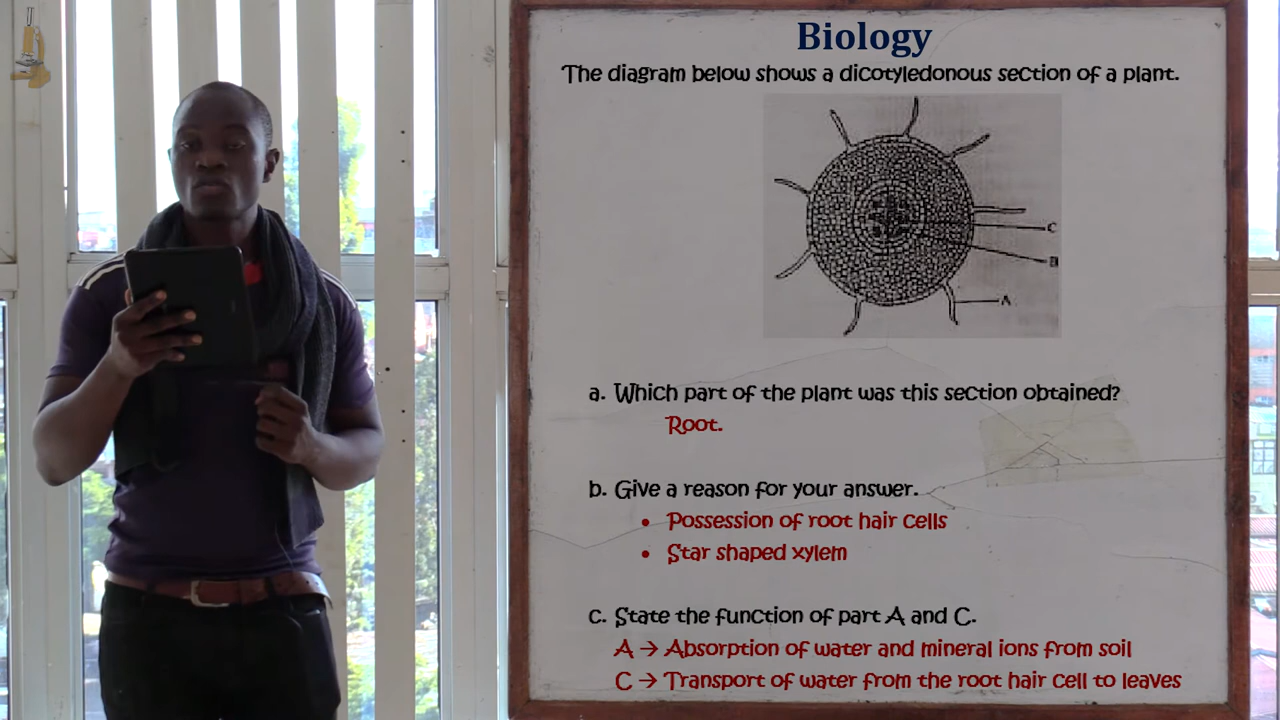 Biology
The diagram below shows a dicotyledonous section of a plant.
C
B
A
a. Which part of the plant was this section obtained?
Root.
b. Give a reason for your answer.
• Possession of root hair cells
• Star shaped xylem
c. State the function of part A and C.
A → Absorption of water and mineral ions from soil
C → Transport of water from the root hair cell to leaves